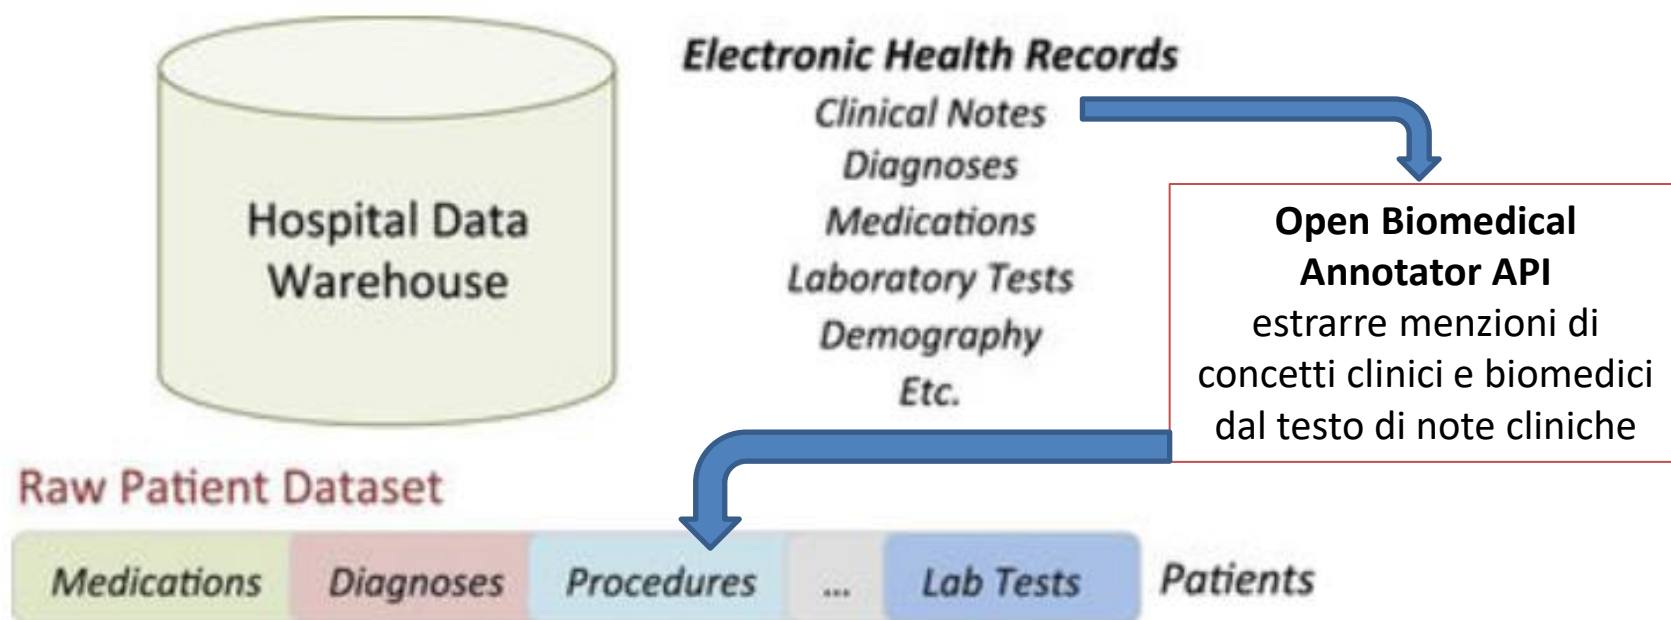 Hospital Data
Warehouse
Electronic Health Records
Clinical Notes
Diagnoses
Medications
Laboratory Tests
Demography
Etc.
Open Biomedical
Annotator API
estrarre menzioni di
concetti clinici e biomedici
dal testo di note cliniche
Raw Patient Dataset
Medications Diagnoses Procedures ... Lab Tests Patients